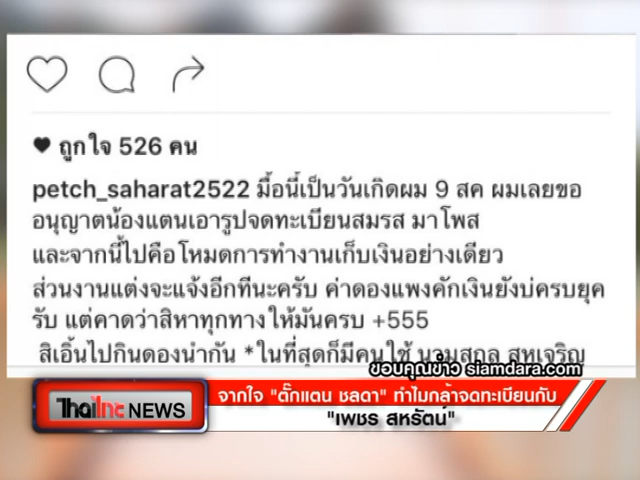 ถูกใจ 526 คน
petch_saharat2522 มื้อนี้เป็นวันเกิดผม 9 สค ผมเลยขอ
อนุญาตน้องแตนเอารูปจดทะเบียนสมรส มาโพส
และจากนี้ไปคือโหมดการทำงานเก็บเงินอย่างเดียว
ส่วนงานแต่งจะแจ้งอีกทีนะครับ ค่าดองแพงคักเงินยังบ่ครบยุค
รับ แต่คาดว่าสิหาทุกทางให้มันครบ +555
สิเอิ้นไปกินดองนำกัน *ในที่สุดก็มีคนใช้ นามสกุล สหเจริญ
ขอบคุณข่าว siamdara.com
ThaiToe NEWS
จากใจ "ตั๊กแตน ชลดา" ทำไมกล้าจดทะเบียนกับ
"เพชร สหรัตน์"